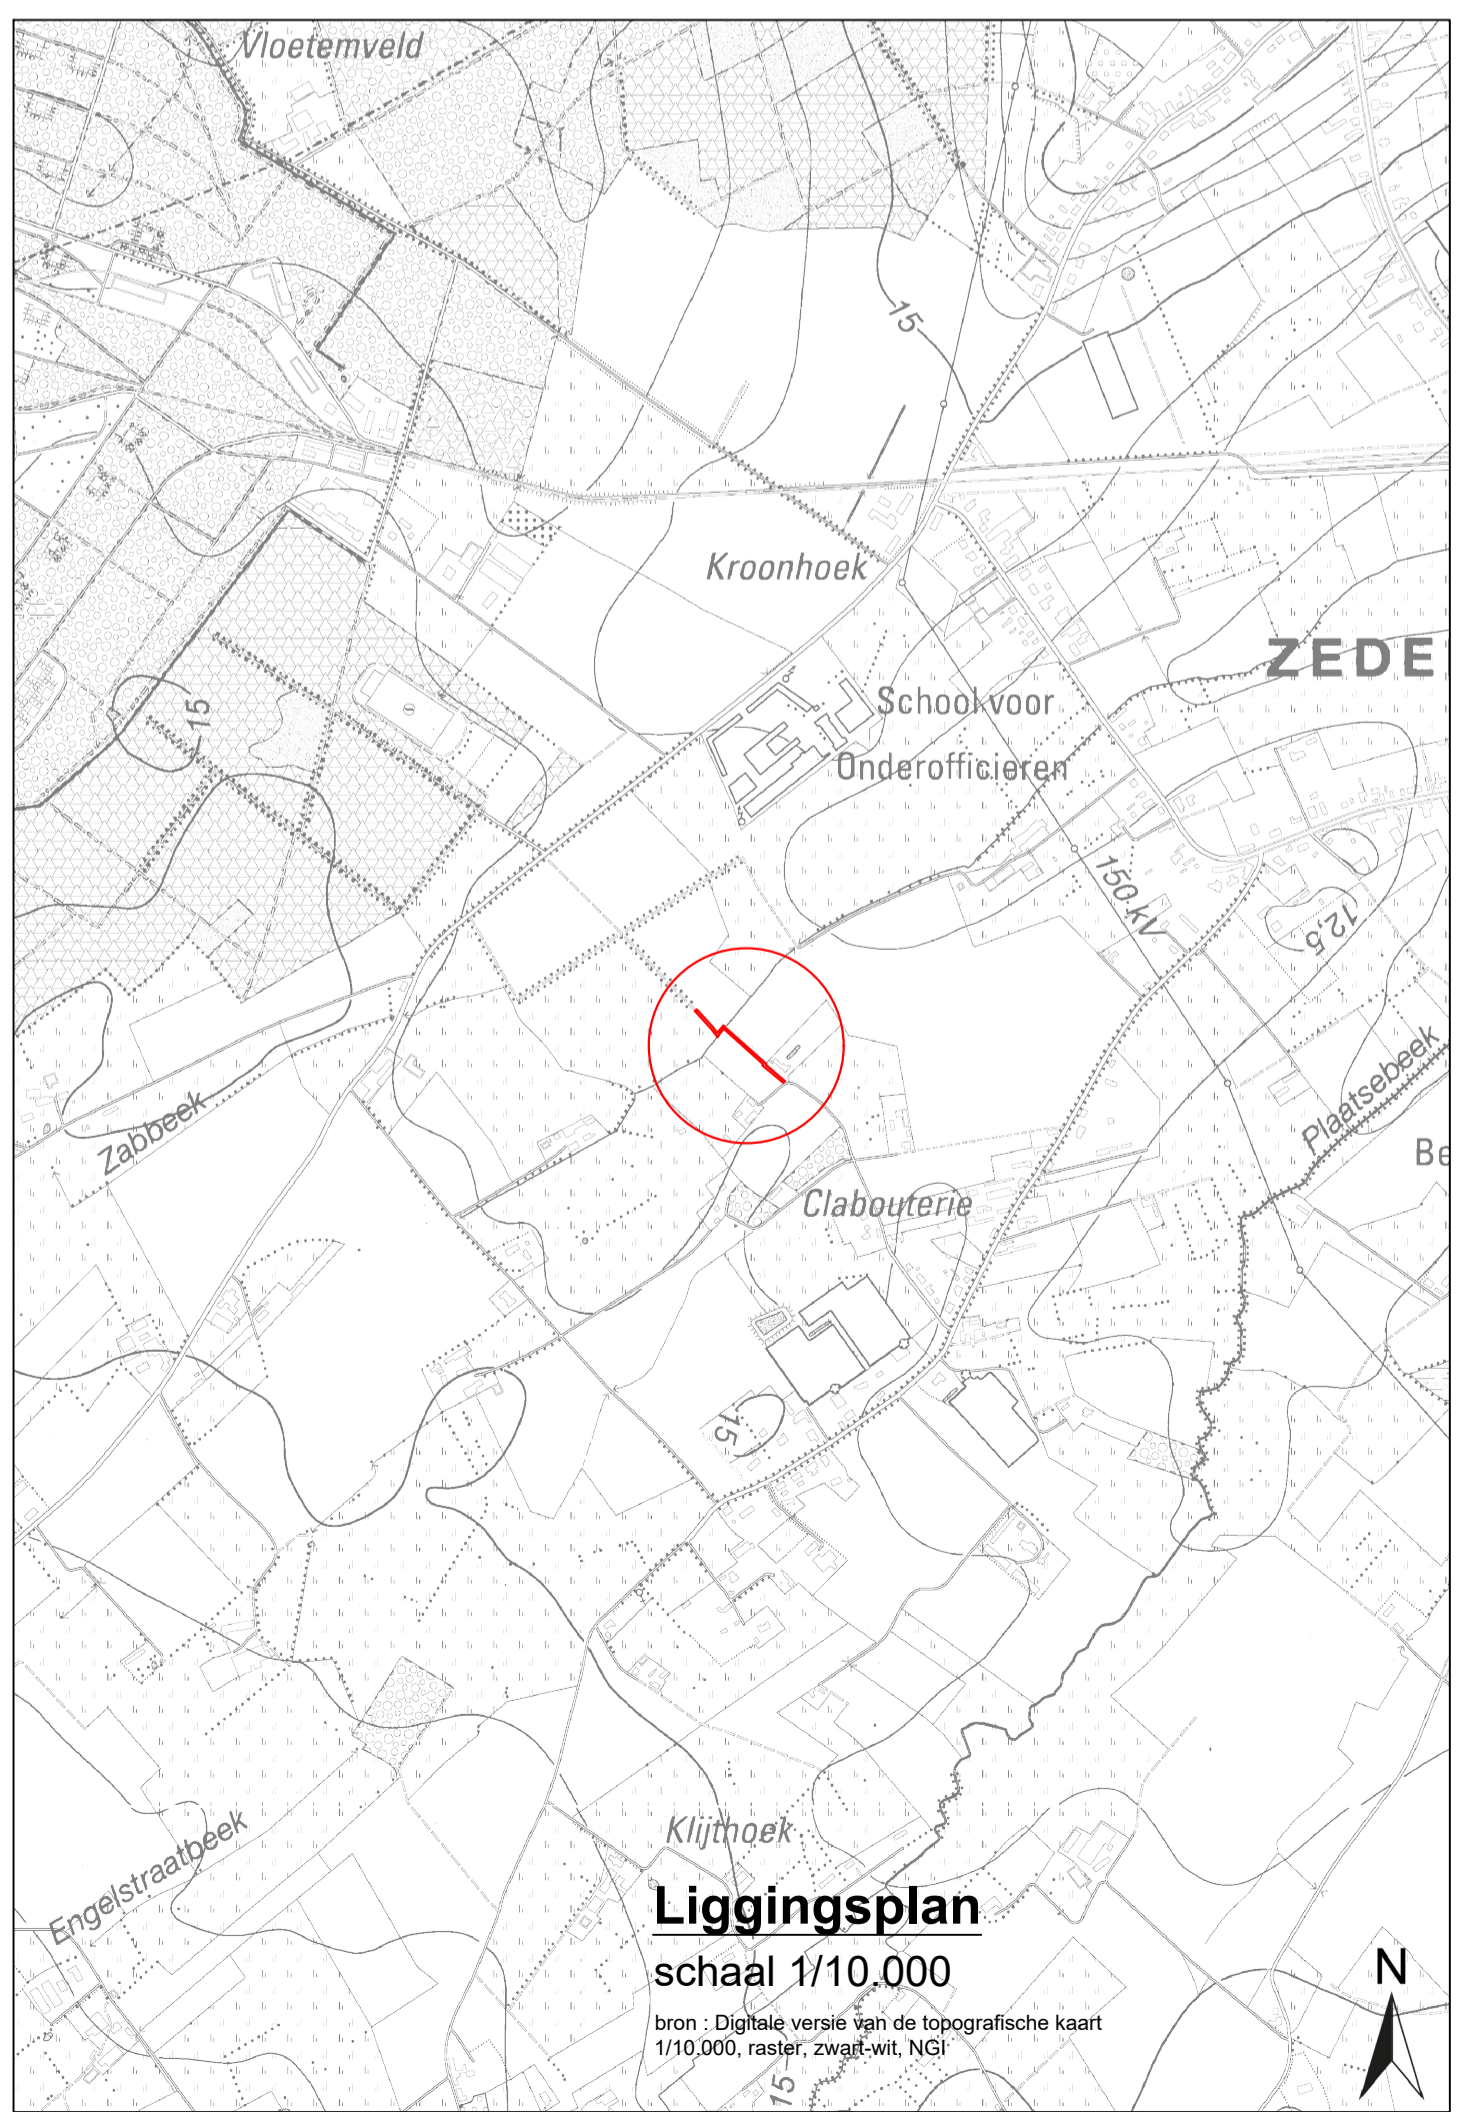 Vloetemveld
15
Kroonhoek
ZEDE
School voor
Onderofficieren
15
150 kV
12,5
Plaatsebeek
Zabbeek
Be
Clabouterie
15
Klijthoek
Engelstraatbeek
Liggingsplan
schaal 1/10.000
N
bron : Digitale versie van de topografische kaart
1/10.000, raster, zwart-wit, NGI
15